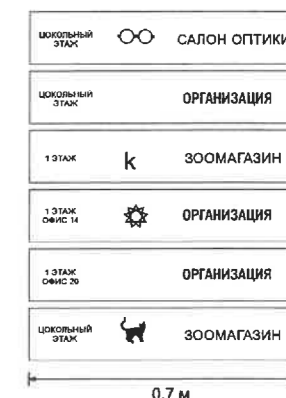 ЦОКОЛЬНЫЙ
ЭТАЖ
САЛОН ОПТИКИ
ЦОКОЛЬНЫЙ
ЭТАЖ
ОРГАНИЗАЦИЯ
1 ЭТАЖ
k
ЗООМАГАЗИН
1 ЭТАЖ
ОФИС 14
ОРГАНИЗАЦИЯ
1 ЭТАЖ
ОФИС 20
ОРГАНИЗАЦИЯ
ЦОКОЛЬНЫЙ
ЭТАЖ
ЗООМАГАЗИН
0.7 м